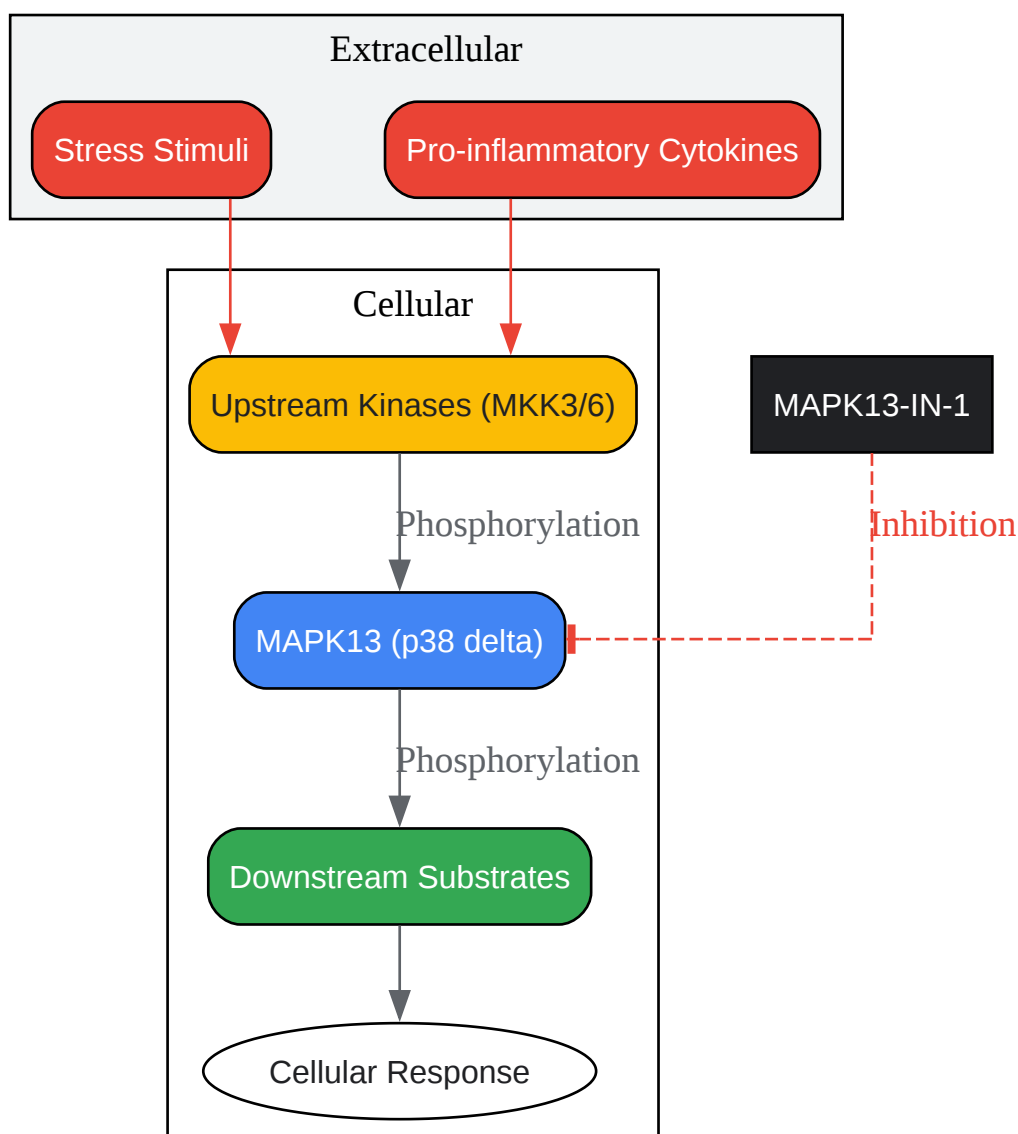 Extracellular
Stress Stimuli
Pro-inflammatory Cytokines
Cellular
Upstream Kinases (MKK3/6)
MAPK13-IN-1
Phosphorylation
Inhibition
MAPK13 (p38 delta)
Phosphorylation
Downstream Substrates
Cellular Response